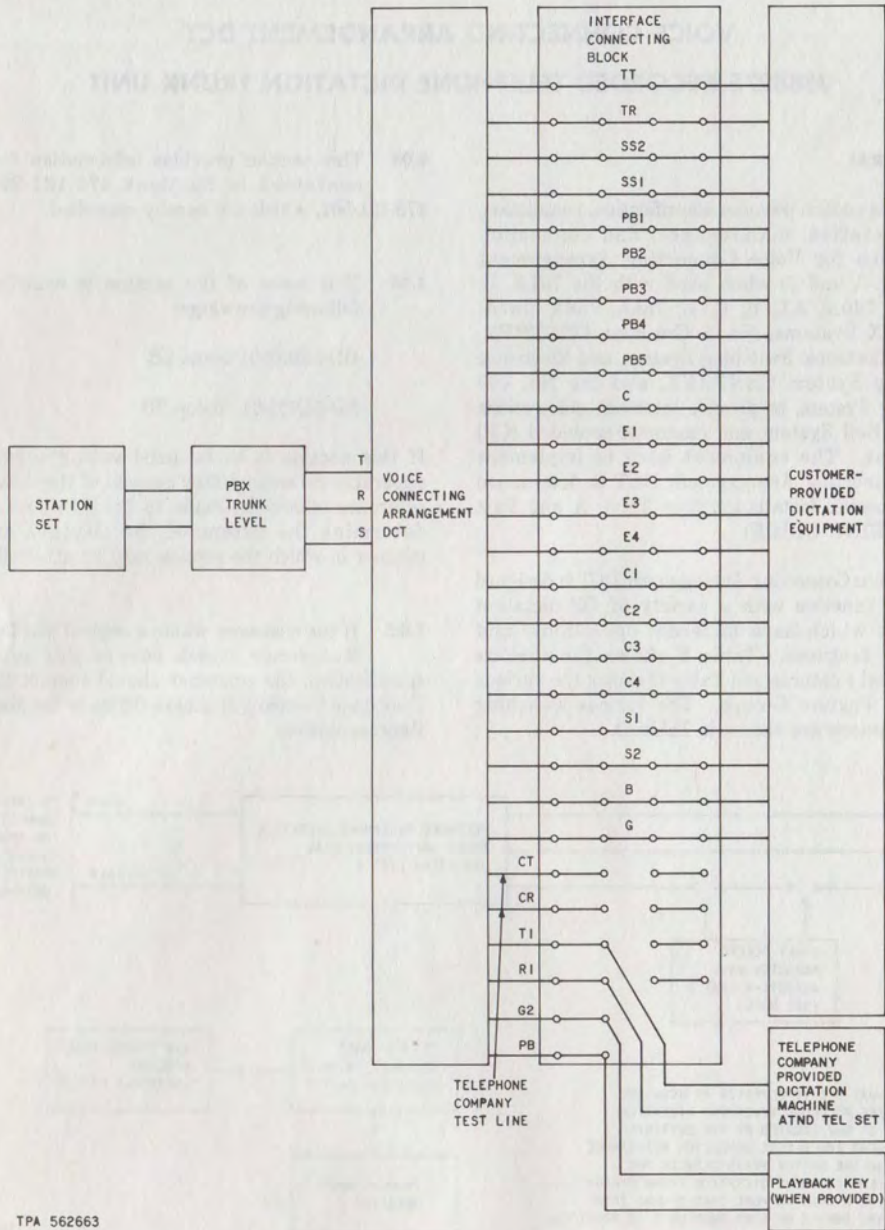 INTERFACE
CONNECTING
BLOCK
TT
TR
SS2
SS1
PB1
PB2
PB3
PB4
PB5
C
E1
E2
E3
E4
C1
C2
C3
C4
S1
S2
B
G
CT
CR
T1
R1
G2
PB
STATION
SET
PBX
TRUNK
LEVEL
T
R
S
VOICE
CONNECTING
ARRANGEMENT
DCT
CUSTOMER-
PROVIDED
DICTATION
EQUIPMENT
TELEPHONE
COMPANY
TEST LINE
TELEPHONE
COMPANY
PROVIDED
DICTATION
MACHINE
ATND TEL SET
PLAYBACK KEY
(WHEN PROVIDED)
TPA 562663